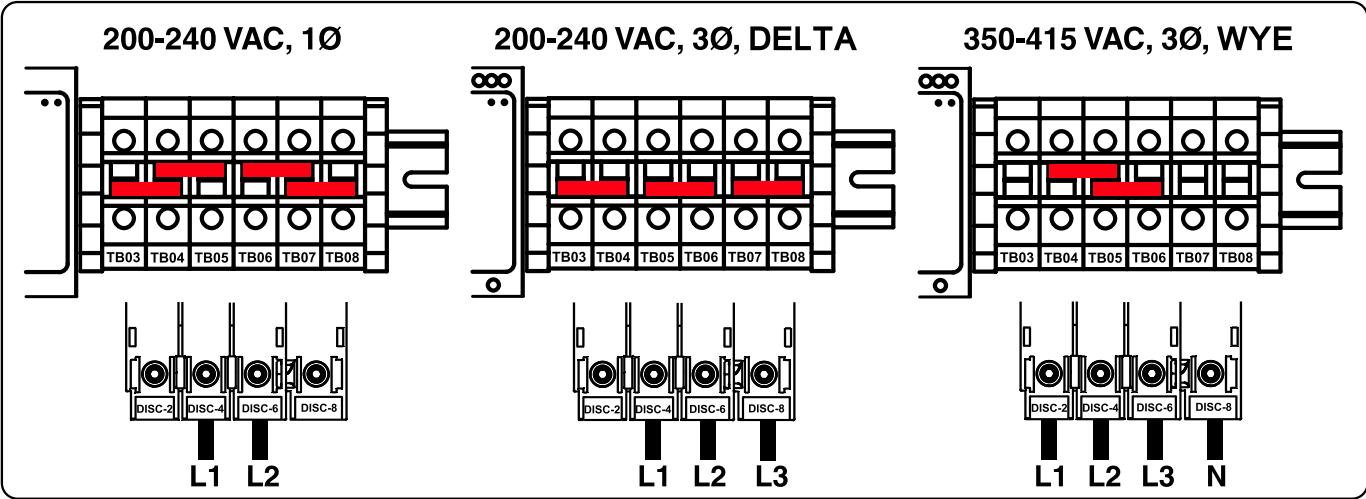 200-240 VAC, 1Ø
TB03 TB04 TB05 TB06 TB07 TB08
DISC-2 DISC-4 DISC-6 DISC-8
L1 L2
200-240 VAC, 3Ø, DELTA
TB03 TB04 TB05 TB06 TB07 TB08
DISC-2 DISC-4 DISC-6 DISC-8
L1 L2 L3
350-415 VAC, 3Ø, WYE
TB03 TB04 TB05 TB06 TB07 TB08
DISC-2 DISC-4 DISC-6 DISC-8
L1 L2 L3 N